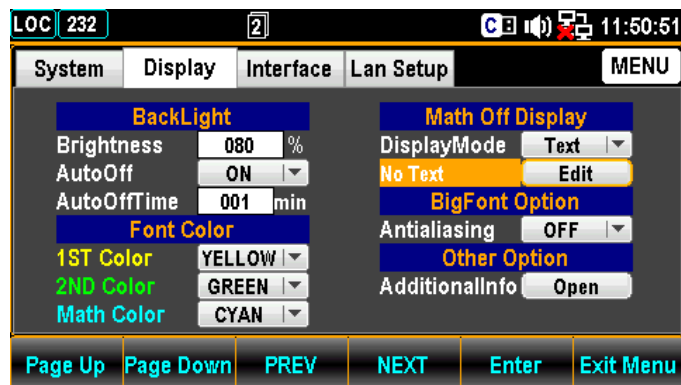 LOC 232 2 C 11:50:51
System Display Interface Lan Setup MENU
BackLight
Brightness 080 %
AutoOff ON
AutoOffTime 001 min
Font Color
1ST Color YELLOW
2ND Color GREEN
Math Color CYAN
Math Off Display
DisplayMode Text
No Text Edit
BigFont Option
Antialiasing OFF
Other Option
AdditionalInfo Open
Page Up Page Down PREV NEXT Enter Exit Menu